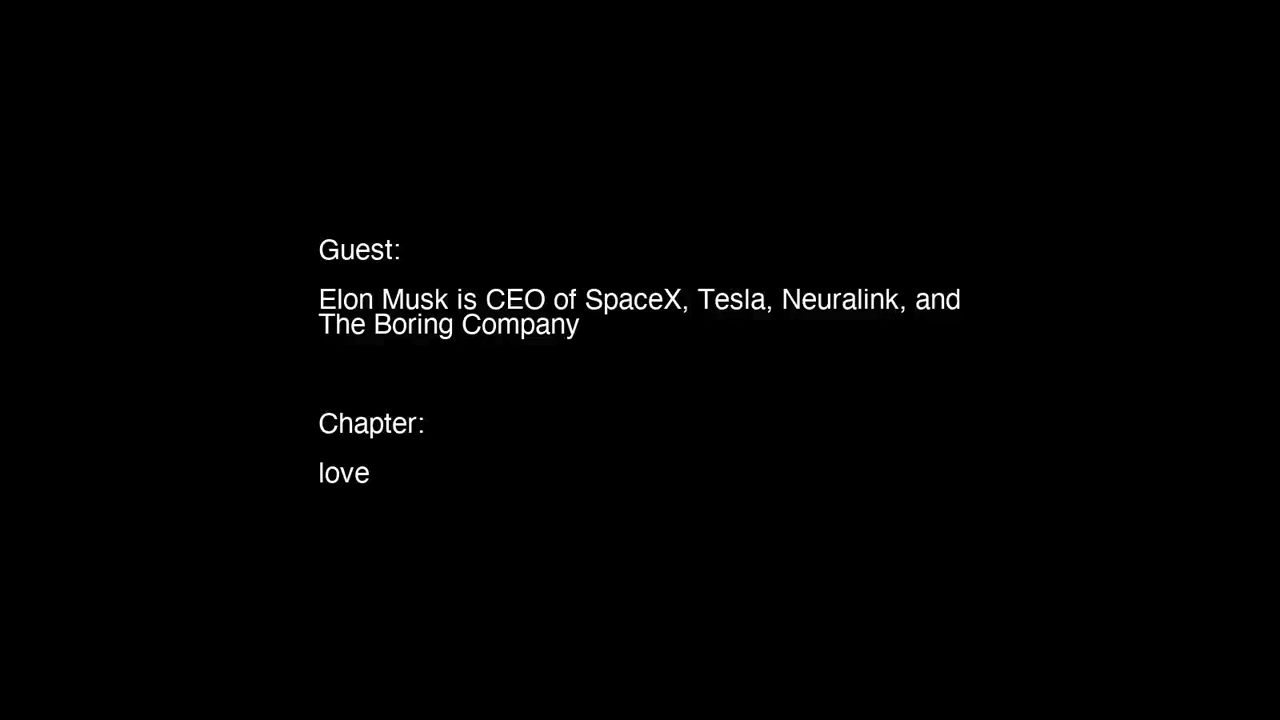 Guest:
Elon Musk is CEO of SpaceX, Tesla, Neuralink, and
The Boring Company
Chapter:
love